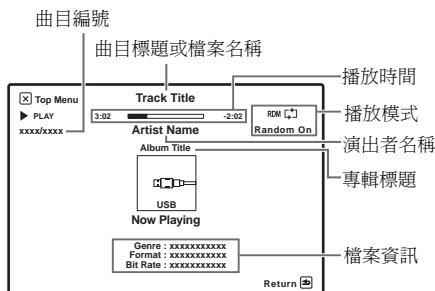 曲目編號
曲目標題或檔案名稱
播放時間
Top Menu
Track Title
PLAY
3:02
-2:02
RDM
播放模式
xxxx/xxxx
Artist Name
Random On
演出者名稱
Album Title
專輯標題
USB
Now Playing
Genre : xxxxxxxxxxx
Format : xxxxxxxxxxx
Bit Rate : xxxxxxxxxxx
檔案資訊
Return